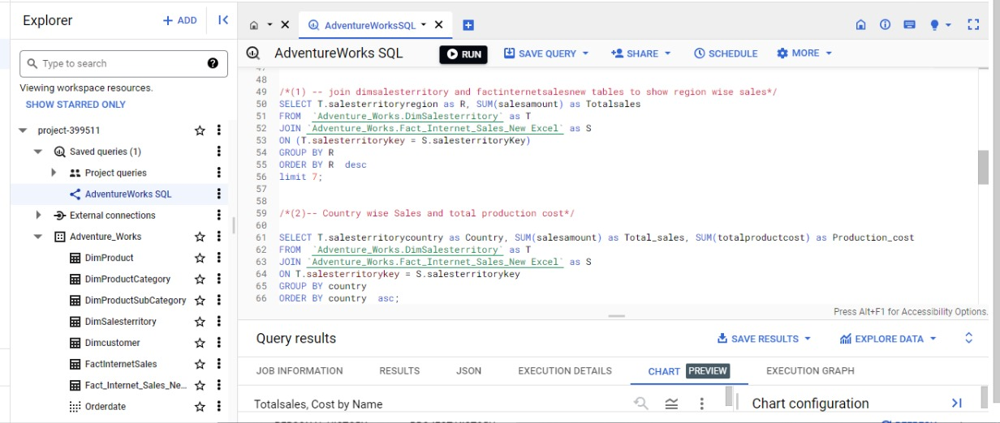 Explorer
+ ADD
Type to search
Viewing workspace resources.
SHOW STARRED ONLY
project-399511
Saved queries (1)
Project queries
AdventureWorks SQL
External connections
Adventure_Works
DimProduct
DimProductCategory
DimProductSubCategory
DimSalesterritory
Dimcustomer
FactInternetSales
Fact_Internet_Sales_Ne...
Orderdate
AdventureWorksSQL
AdventureWorks SQL
RUN
SAVE QUERY
SHARE
SCHEDULE
MORE
48
49 /*(1) -- join dimsalesterritory and factinternetsalesnew tables to show region wise sales*/
50 SELECT T.salesterritoryregion as R, SUM(salesamount) as Totalsales
51 FROM `Adventure_Works.DimSalesterritory` as T
52 JOIN `Adventure_Works.Fact_Internet_Sales_New Excel` as S
53 ON (T.salesterritorykey = S.salesterritoryKey)
54 GROUP BY R
55 ORDER BY R desc
56 limit 7;
57
58
59 /*(2)-- Country wise Sales and total production cost*/
60
61 SELECT T.salesterritorycountry as Country, SUM(salesamount) as Total_sales, SUM(totalproductcost) as Production_cost
62 FROM `Adventure_Works.DimSalesterritory` as T
63 JOIN `Adventure_Works.Fact_Internet_Sales_New Excel` as S
64 ON T.salesterritorykey = S.salesterritorykey
65 GROUP BY country
66 ORDER BY country asc;
Press Alt+F1 for Accessibility Options.
Query results
SAVE RESULTS
EXPLORE DATA
JOB INFORMATION
RESULTS
JSON
EXECUTION DETAILS
CHART PREVIEW
EXECUTION GRAPH
Totalsales, Cost by Name
Chart configuration